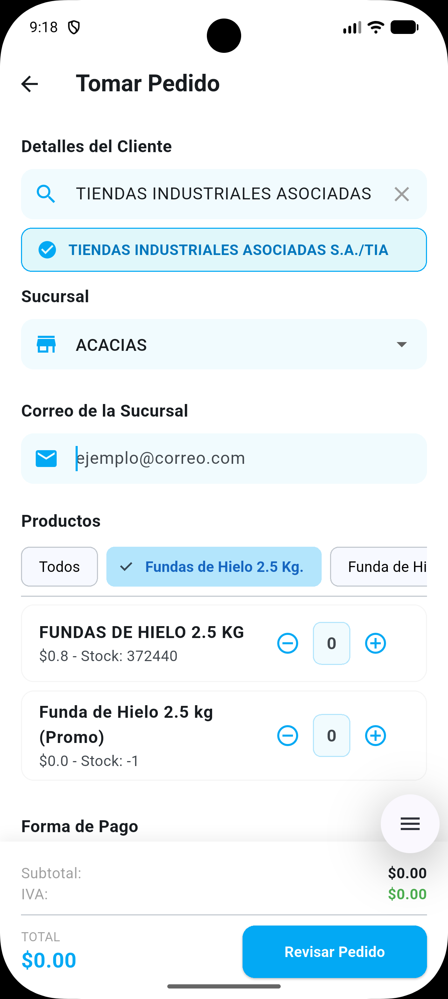 9:18
Tomar Pedido
Detalles del Cliente
TIENDAS INDUSTRIALES ASOCIADAS
TIENDAS INDUSTRIALES ASOCIADAS S.A./TIA
Sucursal
ACACIAS
Correo de la Sucursal
ejemplo@correo.com
Productos
Todos Fundas de Hielo 2.5 Kg. Funda de Hi
FUNDAS DE HIELO 2.5 KG
$0.8 - Stock: 372440
0
Funda de Hielo 2.5 kg
(Promo)
$0.0 - Stock: -1
0
Forma de Pago
Subtotal: $0.00
IVA: $0.00
TOTAL
$0.00
Revisar Pedido